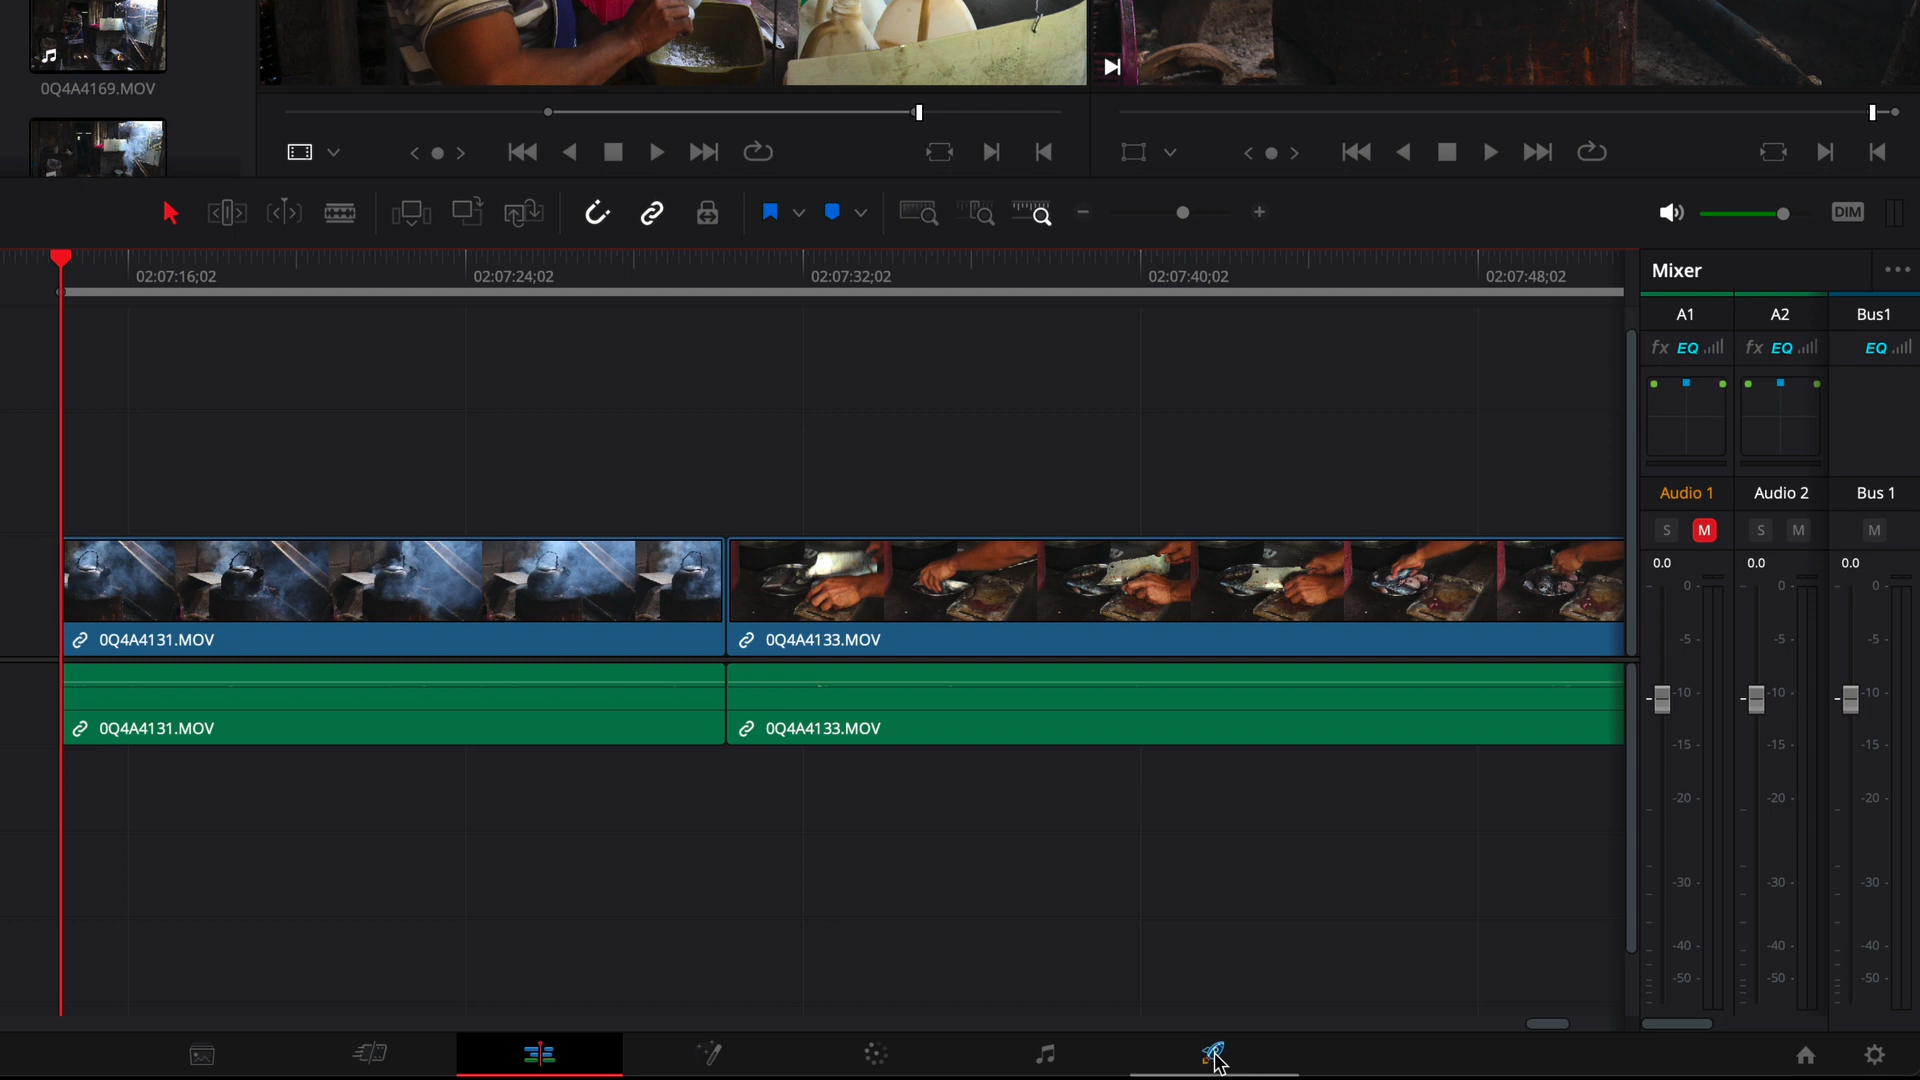 0Q4A4169.MOV
DIM
02:07:16;02
02:07:24;02
02:07:32;02
02:07:40;02
02:07:48;02
Mixer
A1
A2
Bus1
fx EQ
fx EQ
EQ
Audio 1
Audio 2
Bus 1
S M
S M
M
0.0
0.0
0.0
0
0
0
-5
-5
-5
0Q4A4131.MOV
0Q4A4133.MOV
-10
-10
-10
0Q4A4131.MOV
0Q4A4133.MOV
-15
-15
-15
-20
-20
-20
-30
-30
-30
-40
-40
-40
-50
-50
-50